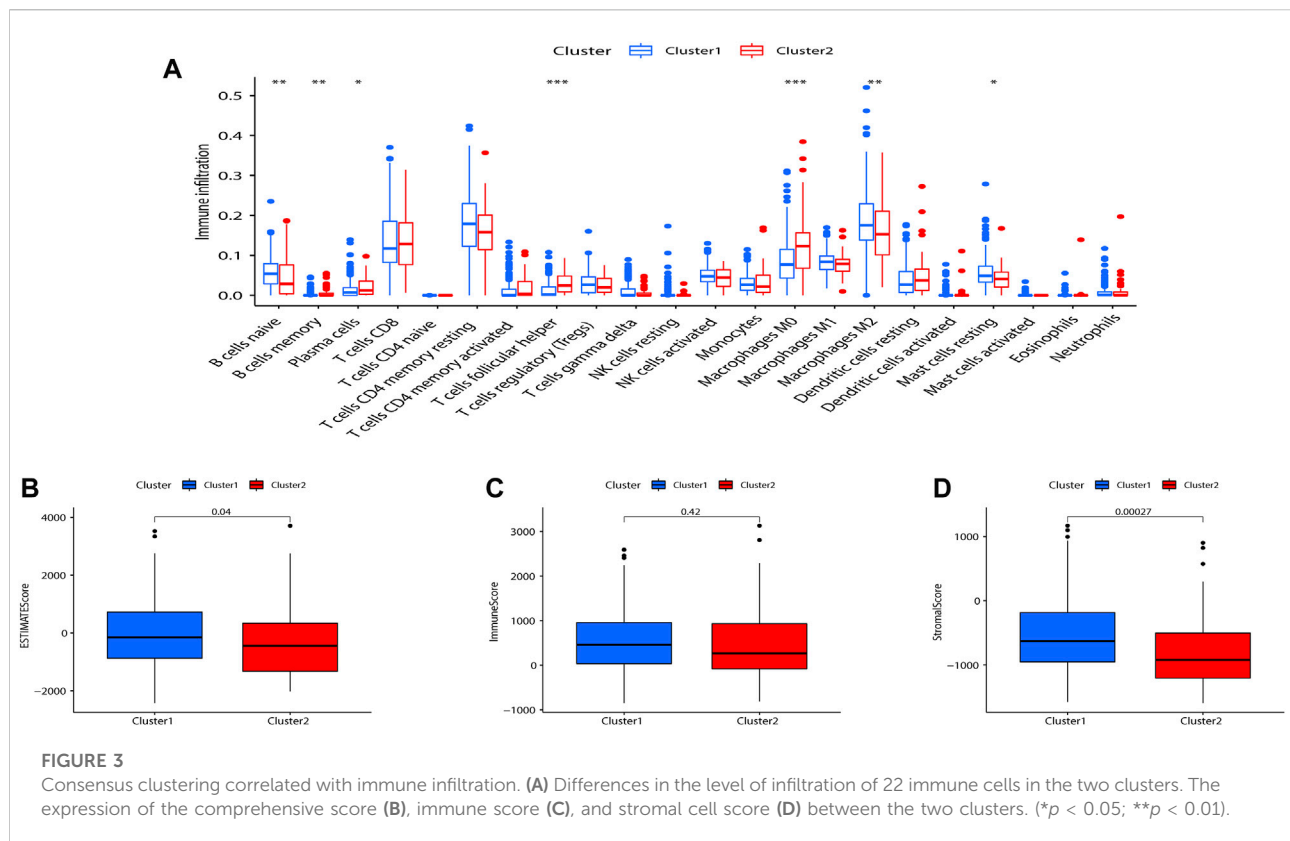 Cluster Cluster1 Cluster2
A
** ** * *** *** ** *
Immune infiltration
0.5
0.4
0.3
0.2
0.1
0.0
B cells naive
B cells memory
Plasma cells
T cells CD8
T cells CD4 naive
T cells CD4 memory resting
T cells CD4 memory activated
T cells follicular helper
T cells regulatory (Tregs)
T cells gamma delta
NK cells resting
NK cells activated
Monocytes
Macrophages M0
Macrophages M1
Macrophages M2
Dendritic cells resting
Dendritic cells activated
Mast cells resting
Mast cells activated
Eosinophils
Neutrophils
B
Cluster Cluster1 Cluster2
0.04
ESTIMATEScore
4000
2000
0
−2000
Cluster1 Cluster2
C
Cluster Cluster1 Cluster2
0.42
ImmuneScore
3000
2000
1000
0
−1000
Cluster1 Cluster2
D
Cluster Cluster1 Cluster2
0.00027
StromalScore
1000
0
−1000
Cluster1 Cluster2
FIGURE 3
Consensus clustering correlated with immune infiltration. (A) Differences in the level of infiltration of 22 immune cells in the two clusters. The
expression of the comprehensive score (B), immune score (C), and stromal cell score (D) between the two clusters. (*p < 0.05; **p < 0.01).